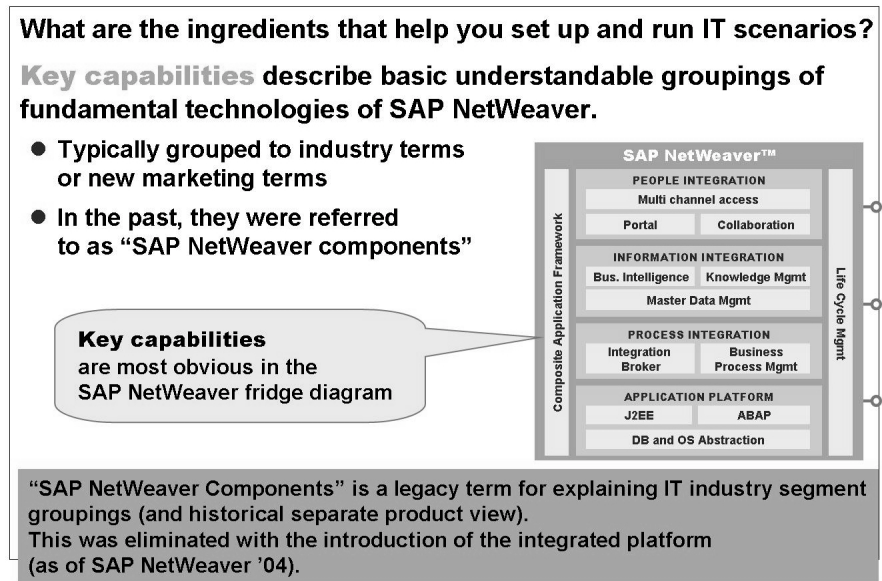 What are the ingredients that help you set up and run IT scenarios?
Key capabilities describe basic understandable groupings of
fundamental technologies of SAP NetWeaver.
● Typically grouped to industry terms
or new marketing terms
● In the past, they were referred
to as “SAP NetWeaver components”
Key capabilities
are most obvious in the
SAP NetWeaver fridge diagram
SAP NetWeaver™
Composite Application Framework
PEOPLE INTEGRATION
Multi channel access
Portal
Collaboration
INFORMATION INTEGRATION
Bus. Intelligence
Knowledge Mgmt
Master Data Mgmt
PROCESS INTEGRATION
Integration
Broker
Business
Process Mgmt
APPLICATION PLATFORM
J2EE
ABAP
DB and OS Abstraction
Life Cycle Mgmt
“SAP NetWeaver Components” is a legacy term for explaining IT industry segment
groupings (and historical separate product view).
This was eliminated with the introduction of the integrated platform
(as of SAP NetWeaver ’04).